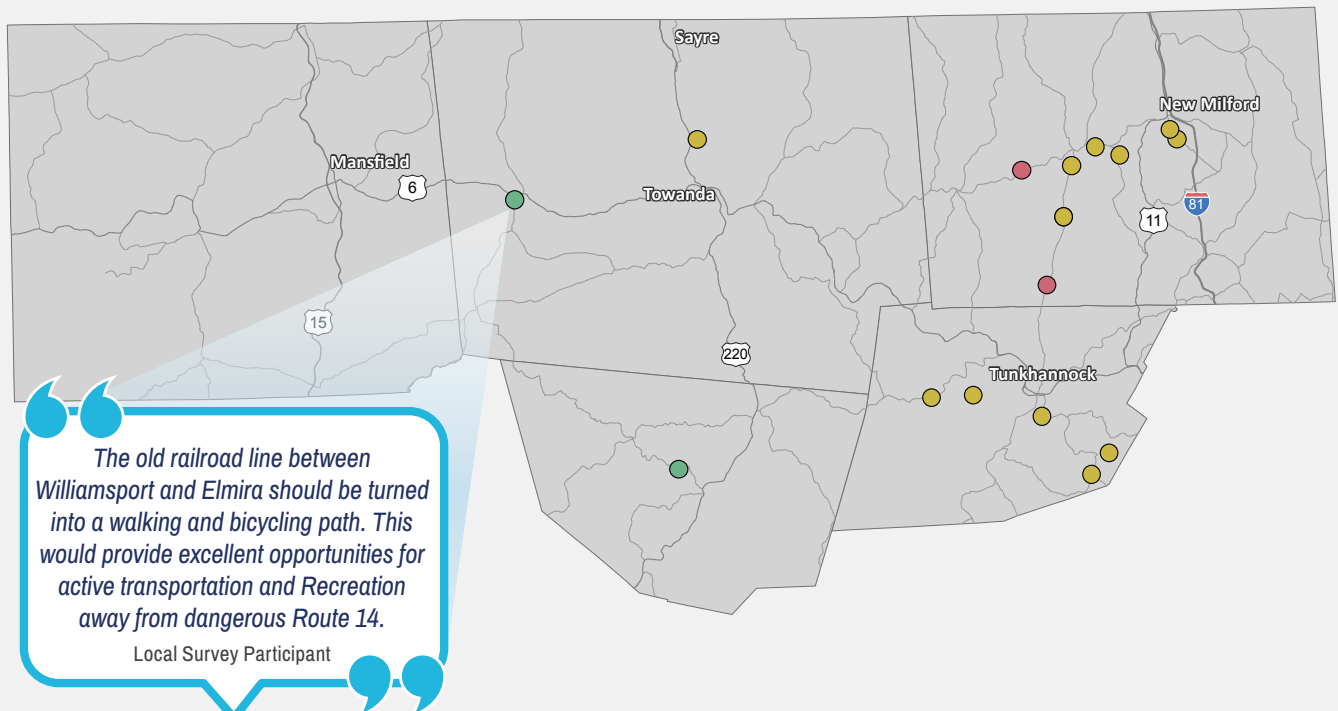 Sayre
New Milford
Mansfield
6
Towanda
81
11
15
220
Tunkhannock
The old railroad line between
Williamsport and Elmira should be turned
into a walking and bicycling path. This
would provide excellent opportunities for
active transportation and Recreation
away from dangerous Route 14.
Local Survey Participant